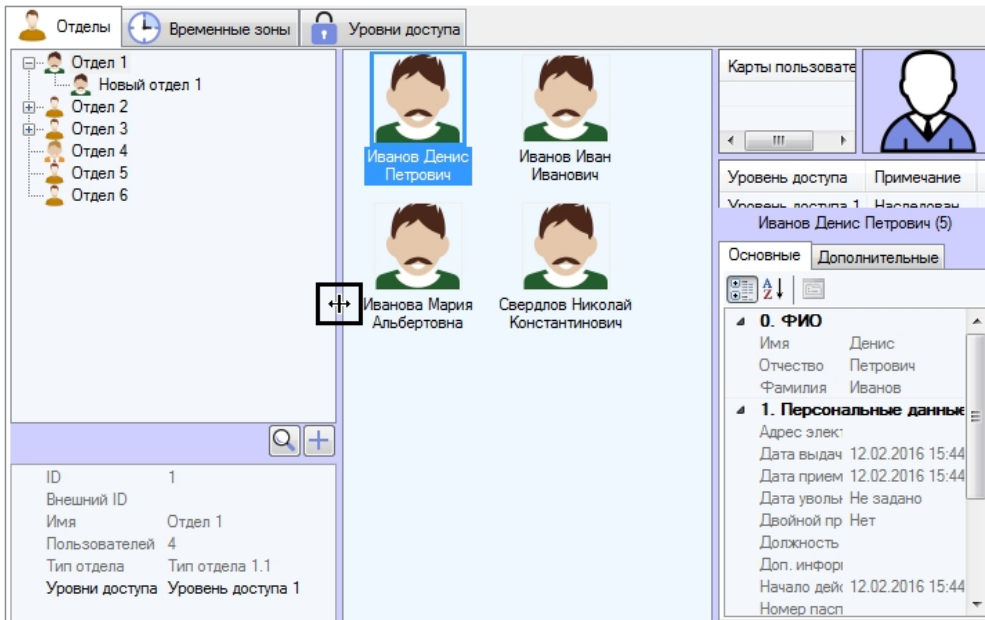 Отделы
Временные зоны
Уровни доступа
Отдел 1
Новый отдел 1
Отдел 2
Отдел 3
Отдел 4
Отдел 5
Отдел 6
ID 1
Внешний ID
Имя Отдел 1
Пользователей 4
Тип отдела Тип отдела 1.1
Уровни доступа Уровень доступа 1
Иванов Денис
Петрович
Иванов Иван
Иванович
Иванова Мария
Альбертовна
Свердлов Николай
Константинович
Карты пользовате
Уровень доступа Примечание
Уровень доступа 1 Наследован
Иванов Денис Петрович (5)
Основные
Дополнительные
0. ФИО
Имя Денис
Отчество Петрович
Фамилия Иванов
1. Персональные данные
Адрес элект
Дата выдач 12.02.2016 15:44
Дата прием 12.02.2016 15:44
Дата увольн Не задано
Двойной пр Нет
Должность
Доп. инфор
Начало дейс 12.02.2016 15:44
Номер пасп